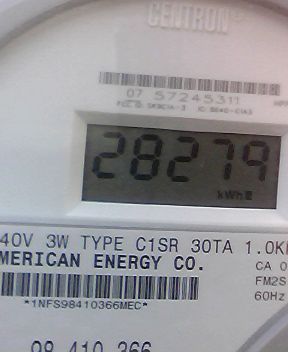 CENTRON
07 57245311
28279
kWh
40V 3W TYPE C1SR 30TA 1.0K
MERICAN ENERGY CO.
CA 0
FM2S
60Hz
*1NFS98410366MEC*
98 410 366